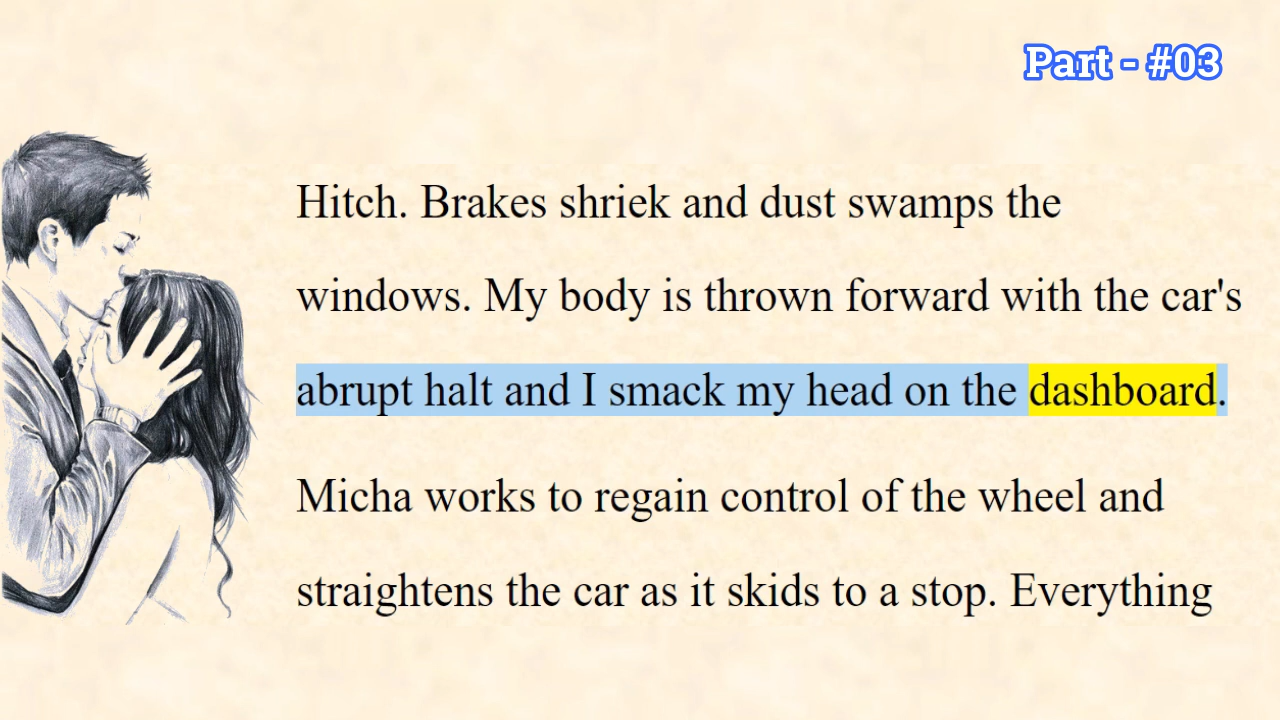 Part - #03
Hitch. Brakes shriek and dust swamps the
windows. My body is thrown forward with the car's
abrupt halt and I smack my head on the dashboard.
Micha works to regain control of the wheel and
straightens the car as it skids to a stop. Everything